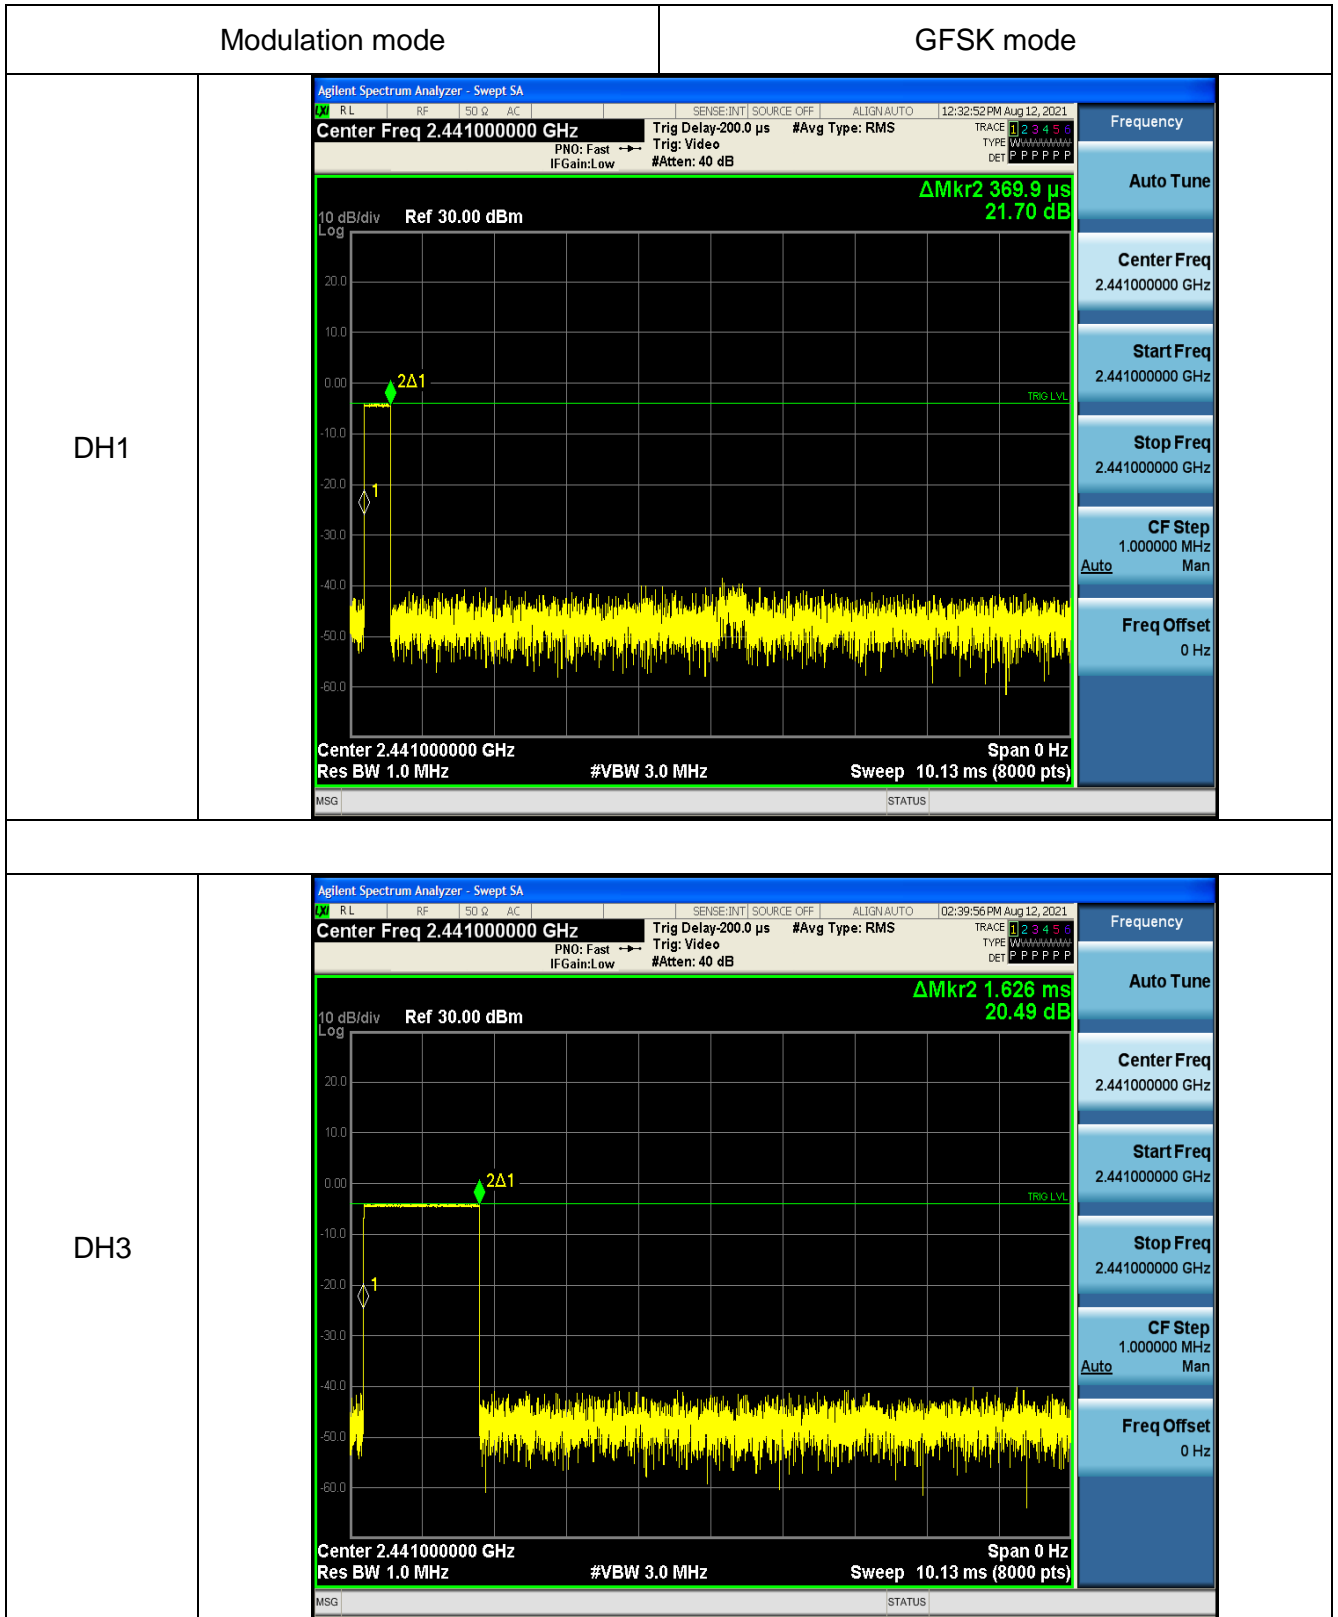 Modulation mode GFSK mode
DH1
Agilent Spectrum Analyzer - Swept SA
LXI RL RF 50 Ω AC SENSE:INT SOURCE OFF ALIGN AUTO 12:32:52 PM Aug 12, 2021
Center Freq 2.441000000 GHz
PNO: Fast
IFGain:Low
Trig Delay-200.0 µs #Avg Type: RMS
Trig: Video
#Atten: 40 dB
TRACE 1 2 3 4 5 6
TYPE WWWWWW
DET P P P P P P
ΔMkr2 369.9 µs
21.70 dB
10 dB/div Ref 30.00 dBm
Log
20.0
10.0
0.00
-10.0
-20.0
-30.0
-40.0
-50.0
-60.0
2Δ1
1
TRIG LVL
Center 2.441000000 GHz Span 0 Hz
Res BW 1.0 MHz #VBW 3.0 MHz Sweep 10.13 ms (8000 pts)
MSG STATUS
Frequency
Auto Tune
Center Freq
2.441000000 GHz
Start Freq
2.441000000 GHz
Stop Freq
2.441000000 GHz
CF Step
1.000000 MHz
Auto Man
Freq Offset
0 Hz
DH3
Agilent Spectrum Analyzer - Swept SA
LXI RL RF 50 Ω AC SENSE:INT SOURCE OFF ALIGN AUTO 02:39:56 PM Aug 12, 2021
Center Freq 2.441000000 GHz
PNO: Fast
IFGain:Low
Trig Delay-200.0 µs #Avg Type: RMS
Trig: Video
#Atten: 40 dB
TRACE 1 2 3 4 5 6
TYPE WWWWWW
DET P P P P P P
ΔMkr2 1.626 ms
20.49 dB
10 dB/div Ref 30.00 dBm
Log
20.0
10.0
0.00
-10.0
-20.0
-30.0
-40.0
-50.0
-60.0
2Δ1
1
TRIG LVL
Center 2.441000000 GHz Span 0 Hz
Res BW 1.0 MHz #VBW 3.0 MHz Sweep 10.13 ms (8000 pts)
MSG STATUS
Frequency
Auto Tune
Center Freq
2.441000000 GHz
Start Freq
2.441000000 GHz
Stop Freq
2.441000000 GHz
CF Step
1.000000 MHz
Auto Man
Freq Offset
0 Hz